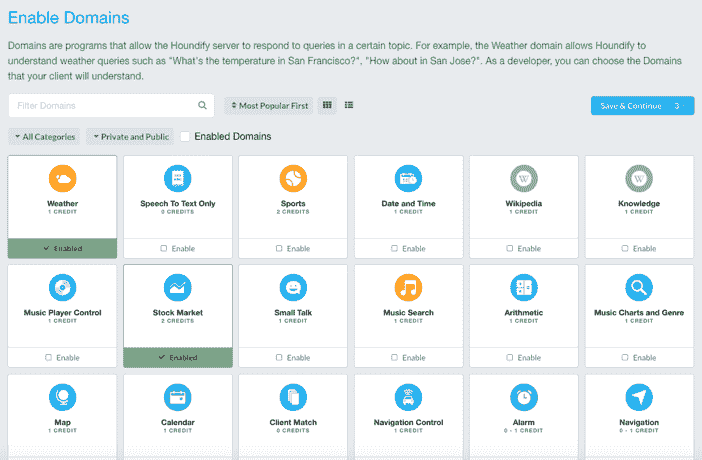 Enable Domains
Domains are programs that allow the Houndify server to respond to queries in a certain topic. For example, the Weather domain allows Houndify to
understand weather queries such as "What's the temperature in San Francisco?", "How about in San Jose?". As a developer, you can choose the Domains
that your client will understand.
Filter Domains
Most Popular First
Save & Continue 3
All Categories
Private and Public
Enabled Domains
Weather
1 CREDIT
Enabled
Speech To Text Only
0 CREDITS
Enable
Sports
2 CREDITS
Enable
Date and Time
1 CREDIT
Enable
Wikipedia
1 CREDIT
Enable
Knowledge
1 CREDIT
Enable
Music Player Control
1 CREDIT
Enable
Stock Market
2 CREDITS
Enabled
Small Talk
1 CREDIT
Enable
Music Search
1 CREDIT
Enable
Arithmetic
1 CREDIT
Enable
Music Charts and Genre
1 CREDIT
Enable
Map
1 CREDIT
Calendar
1 CREDIT
Client Match
0 CREDITS
Navigation Control
1 CREDIT
Alarm
0 - 1 CREDIT
Navigation
0 - 1 CREDIT